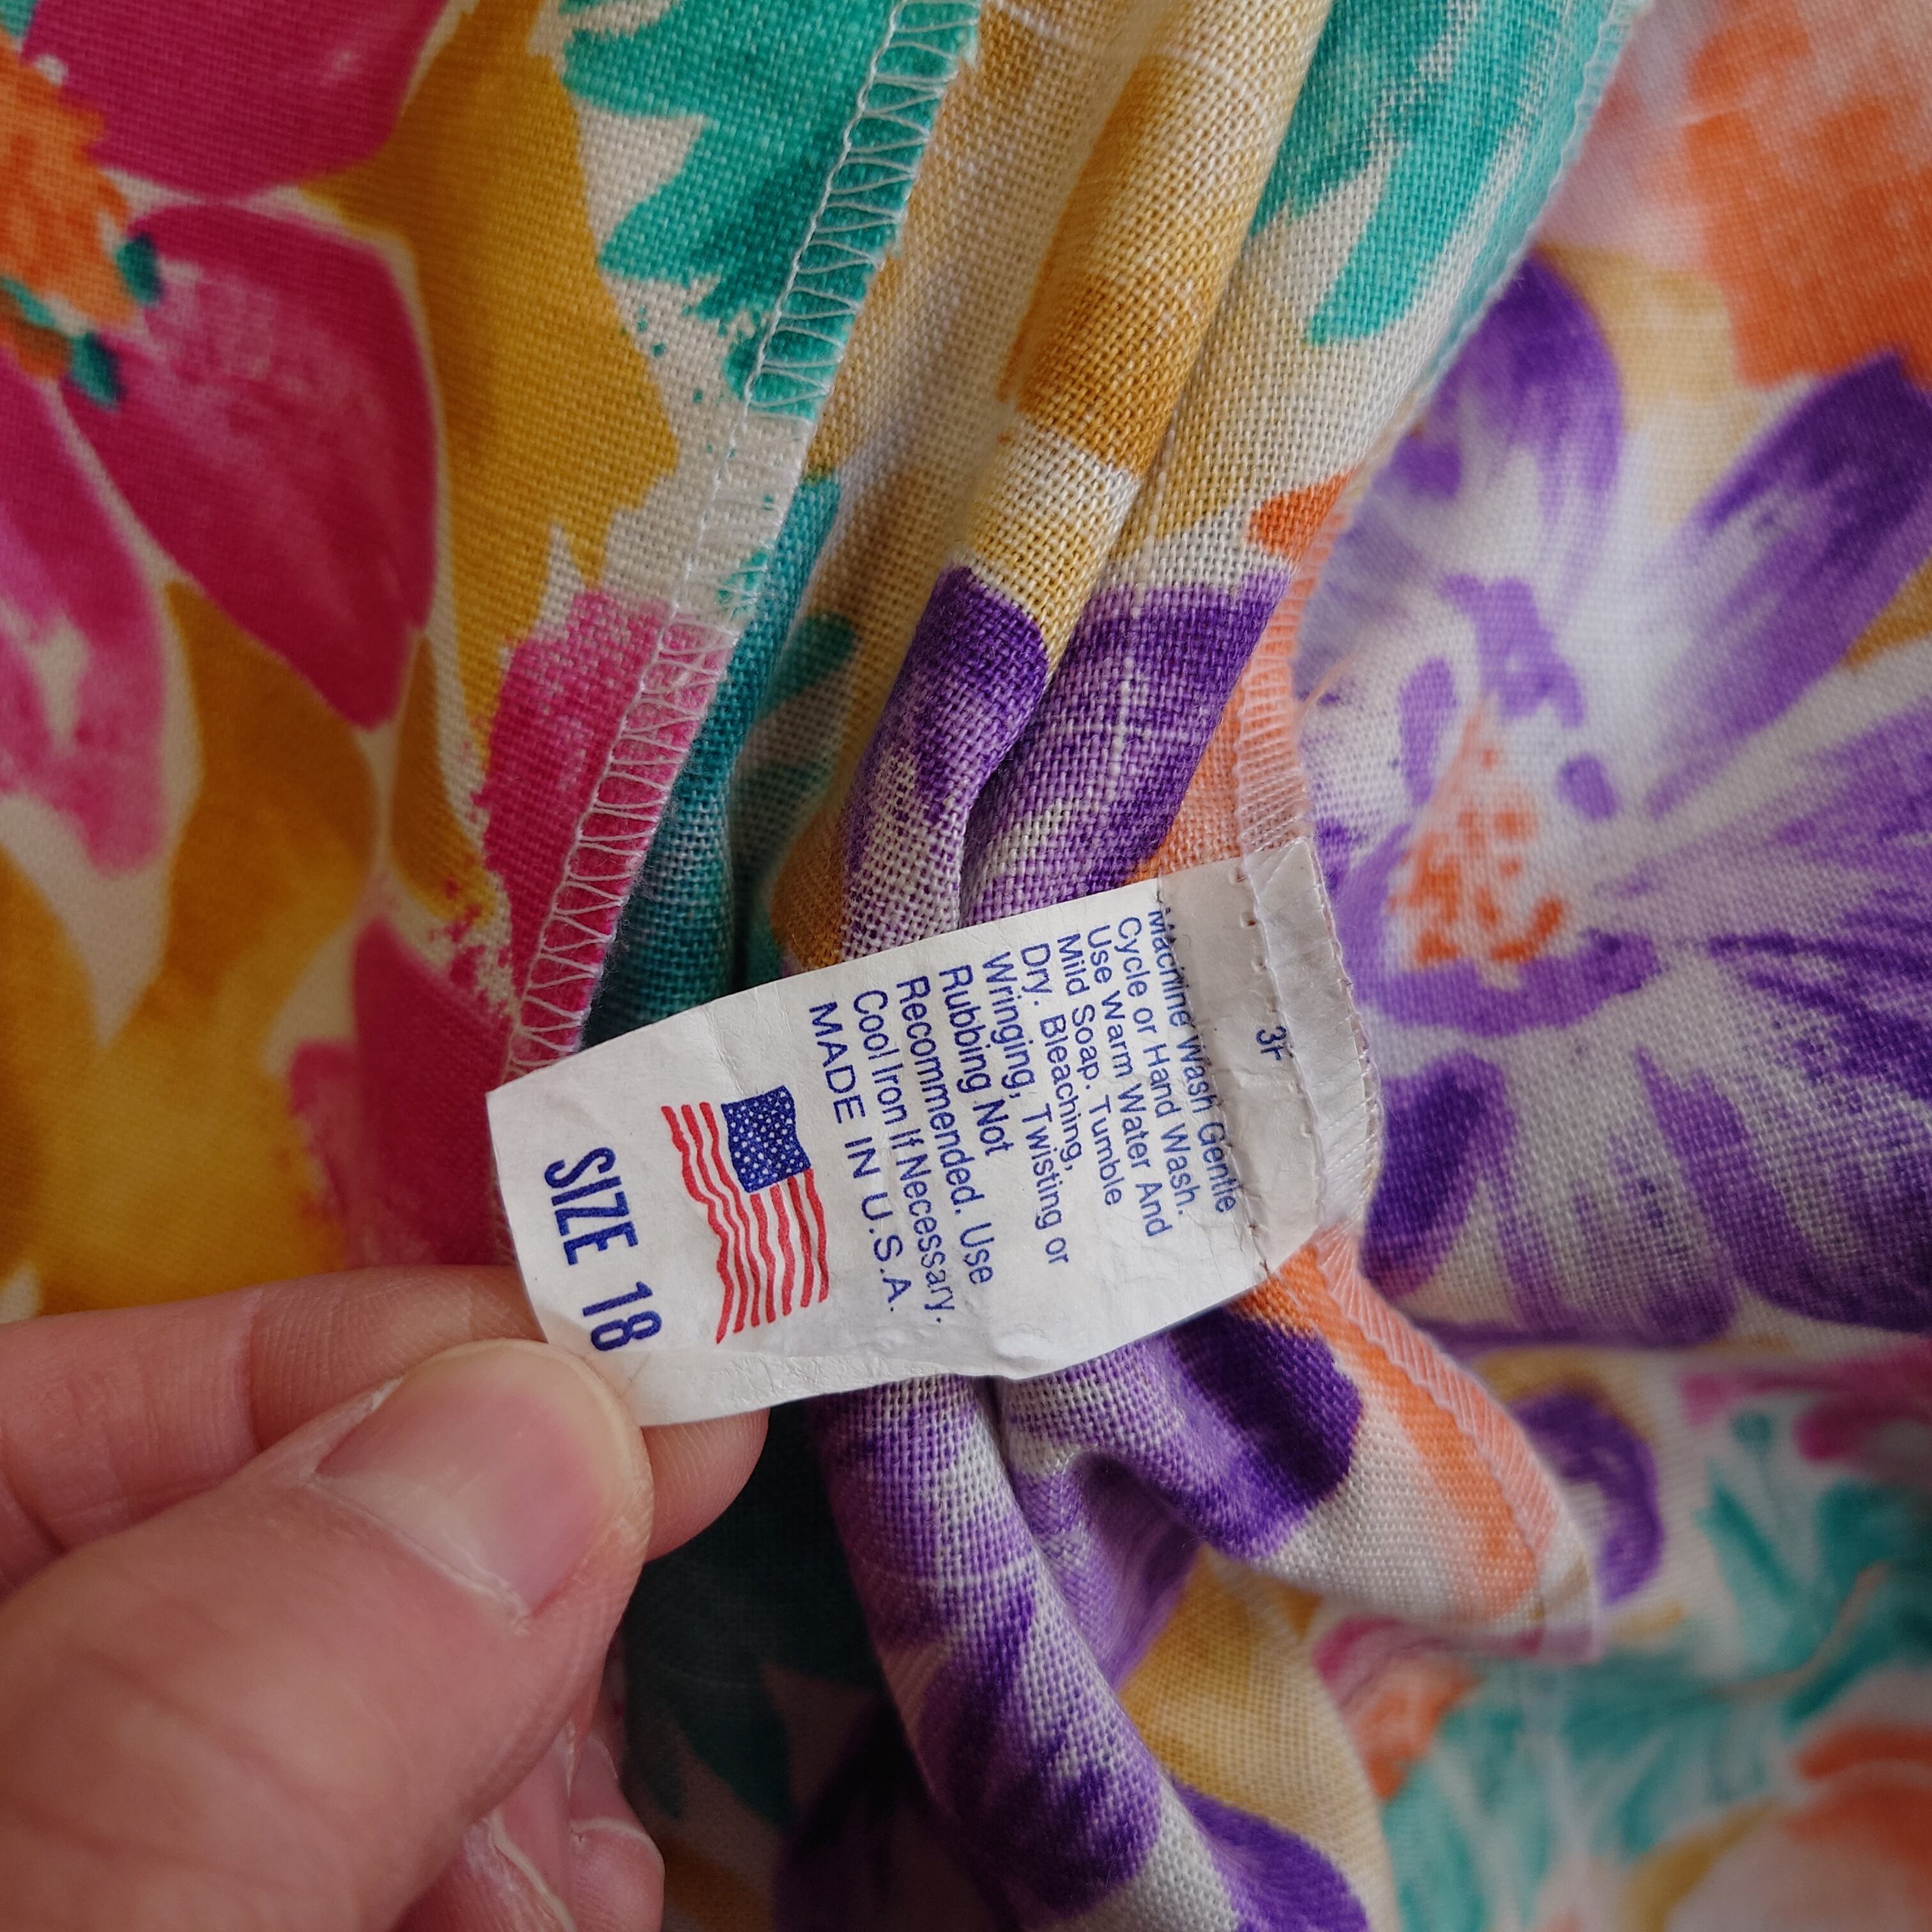 3F
Machine Wash Gentle
Cycle or Hand Wash.
Use Warm Water And
Mild Soap. Tumble
Dry. Bleaching,
Wringing, Twisting or
Rubbing Not
Recommended. Use
Cool Iron If Necessary.
MADE IN U.S.A.
SIZE 18